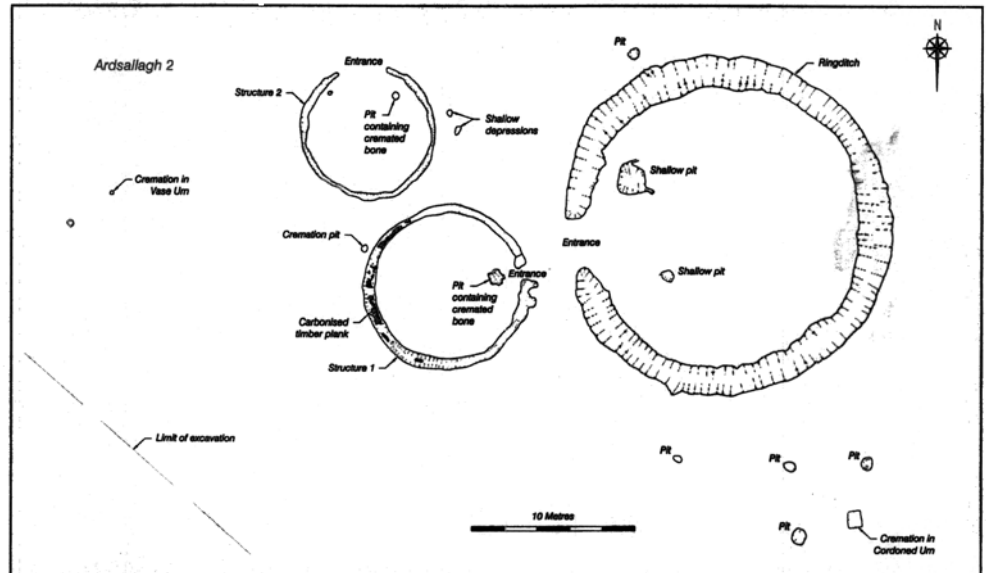 Ardsallagh 2
N
Pit
Ringditch
Entrance
Structure 2
Pit
containing
cremated
bone
Shallow
depressions
Shallow pit
Cremation in
Vase Urn
Cremation pit
Entrance
Entrance
Pit
containing
cremated
bone
Shallow pit
Carbonised
timber plank
Structure 1
Limit of excavation
Pit
Pit
Pit
10 Metres
Pit
Cremation in
Cordoned Urn